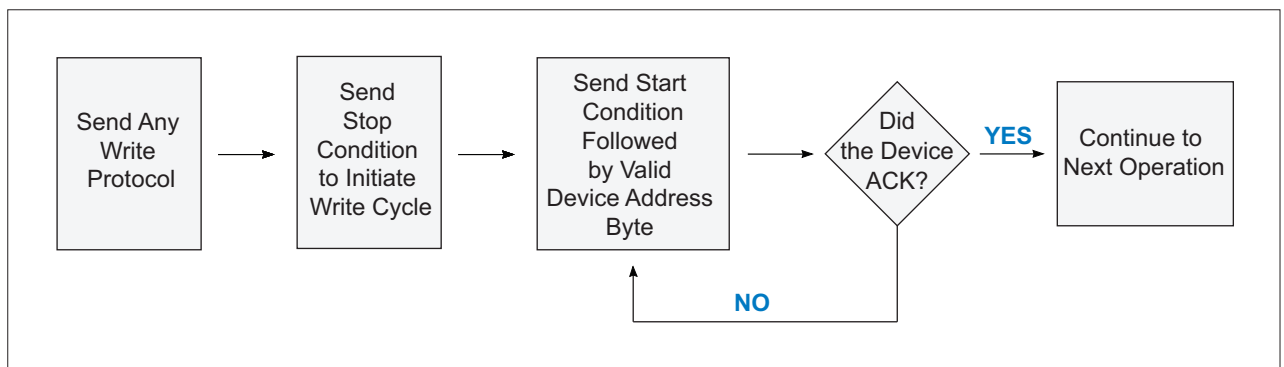 Send Any
Write
Protocol
Send
Stop
Condition
to Initiate
Write Cycle
Send Start
Condition
Followed
by Valid
Device Address
Byte
Did
the Device
ACK?
YES
Continue to
Next Operation
NO